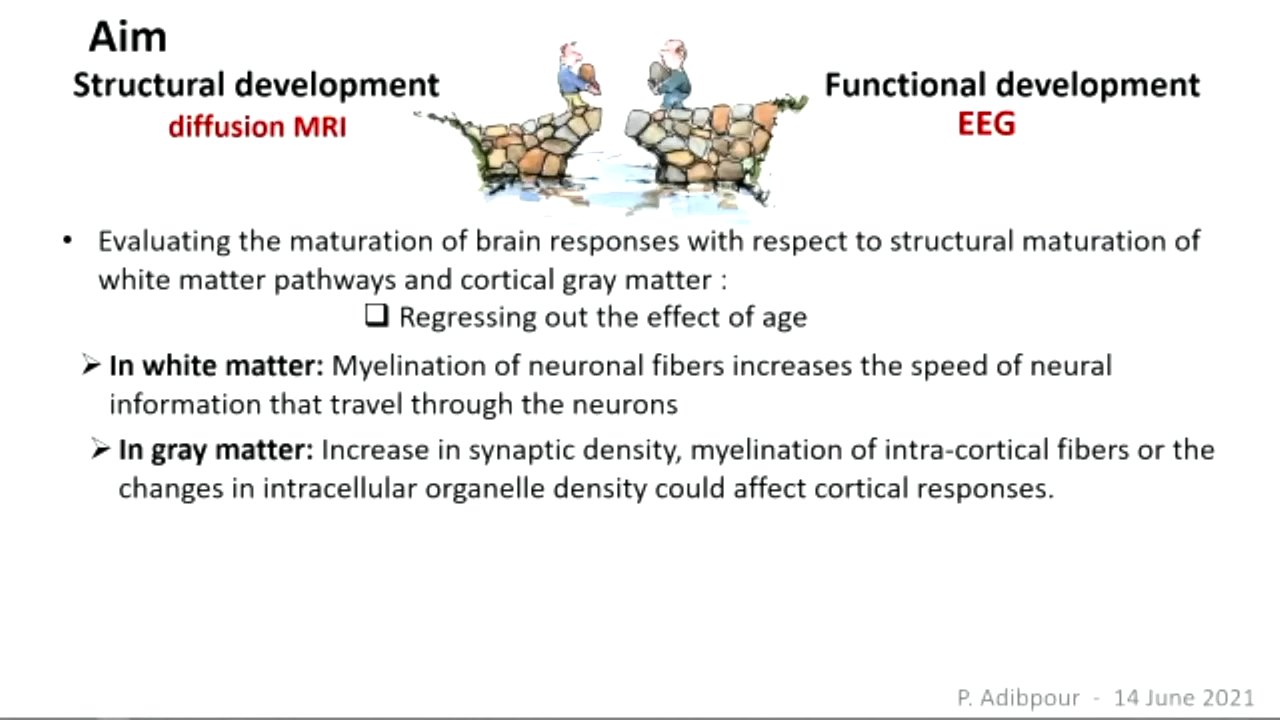 Aim
Structural development
diffusion MRI
Functional development
EEG
• Evaluating the maturation of brain responses with respect to structural maturation of
white matter pathways and cortical gray matter :
❑ Regressing out the effect of age
➢ In white matter: Myelination of neuronal fibers increases the speed of neural
information that travel through the neurons
➢ In gray matter: Increase in synaptic density, myelination of intra-cortical fibers or the
changes in intracellular organelle density could affect cortical responses.
P. Adibpour - 14 June 2021